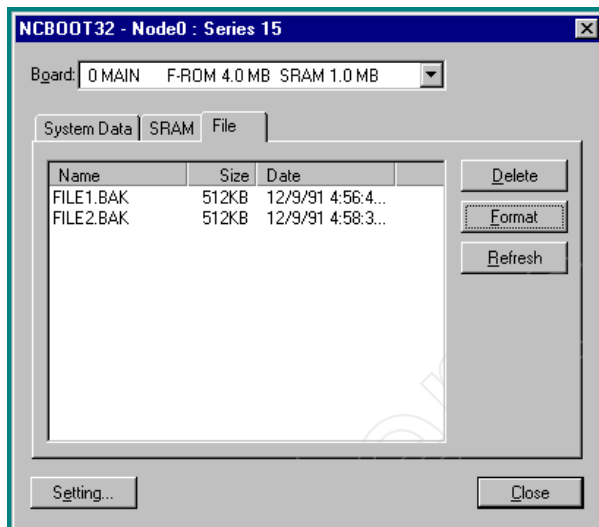 NCBOOT32 - Node0 : Series 15
Board: 0 MAIN F-ROM 4.0 MB SRAM 1.0 MB
System Data SRAM File
Name Size Date
FILE1.BAK 512KB 12/9/91 4:56:4...
FILE2.BAK 512KB 12/9/91 4:58:3...
Delete
Format
Refresh
Setting...
Close